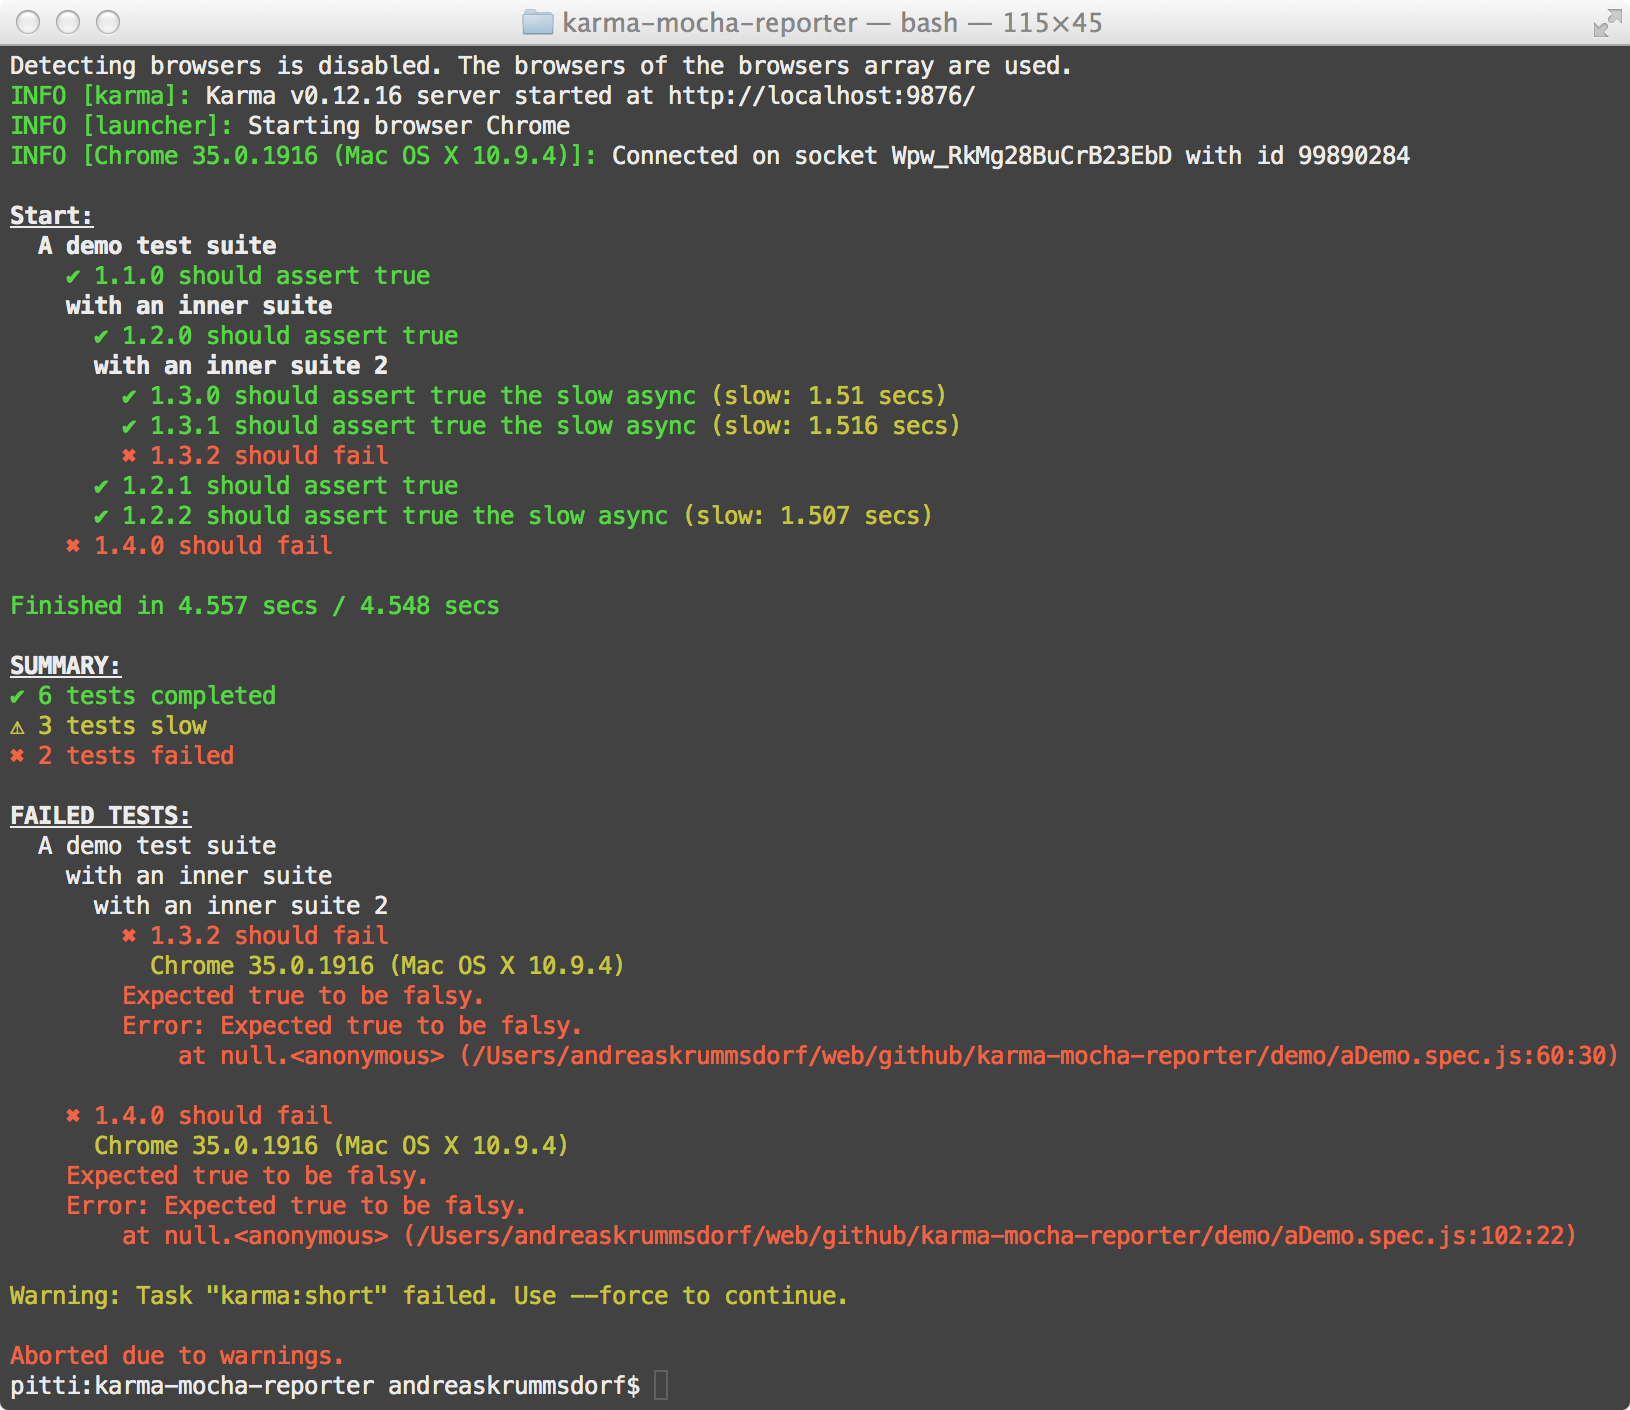 karma-mocha-reporter — bash — 115×45
Detecting browsers is disabled. The browsers of the browsers array are used.
INFO [karma]: Karma v0.12.16 server started at http://localhost:9876/
INFO [launcher]: Starting browser Chrome
INFO [Chrome 35.0.1916 (Mac OS X 10.9.4)]: Connected on socket Wpw_RkMg28BuCrB23EbD with id 99890284
Start:
A demo test suite
✔ 1.1.0 should assert true
with an inner suite
✔ 1.2.0 should assert true
with an inner suite 2
✔ 1.3.0 should assert true the slow async (slow: 1.51 secs)
✔ 1.3.1 should assert true the slow async (slow: 1.516 secs)
✖ 1.3.2 should fail
✔ 1.2.1 should assert true
✔ 1.2.2 should assert true the slow async (slow: 1.507 secs)
✖ 1.4.0 should fail
Finished in 4.557 secs / 4.548 secs
SUMMARY:
✔ 6 tests completed
⚠ 3 tests slow
✖ 2 tests failed
FAILED TESTS:
A demo test suite
with an inner suite
with an inner suite 2
✖ 1.3.2 should fail
Chrome 35.0.1916 (Mac OS X 10.9.4)
Expected true to be falsy.
Error: Expected true to be falsy.
at null.<anonymous> (/Users/andreaskrummsdorf/web/github/karma-mocha-reporter/demo/aDemo.spec.js:60:30)
✖ 1.4.0 should fail
Chrome 35.0.1916 (Mac OS X 10.9.4)
Expected true to be falsy.
Error: Expected true to be falsy.
at null.<anonymous> (/Users/andreaskrummsdorf/web/github/karma-mocha-reporter/demo/aDemo.spec.js:102:22)
Warning: Task "karma:short" failed. Use --force to continue.
Aborted due to warnings.
pitti:karma-mocha-reporter andreaskrummsdorf$